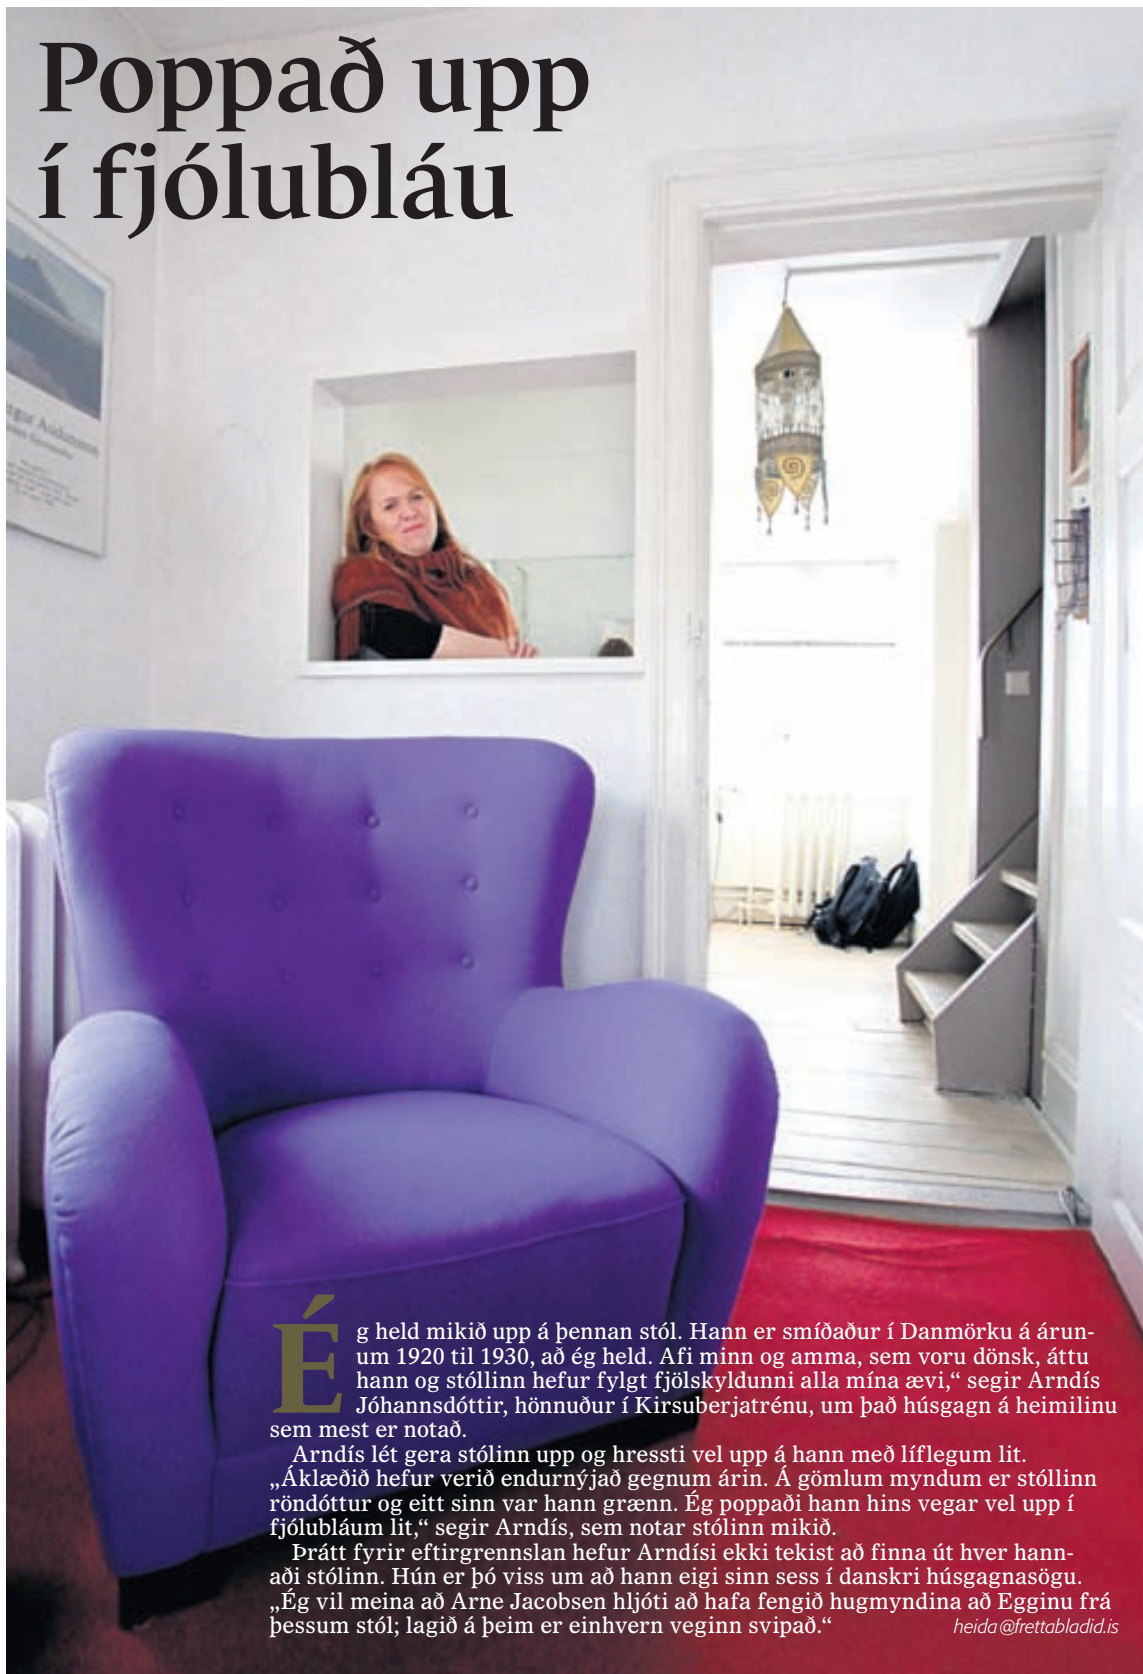 Poppað upp
í fjólubláu
Audunsson
Ég held mikið upp á þennan stól. Hann er smíðaður í Danmörku á árun-
um 1920 til 1930, að ég held. Afi minn og amma, sem voru dönsk, áttu
hann og stóllinn hefur fylgt fjölskyldunni alla mína ævi,“ segir Arndís
Jóhannsdóttir, hönnuður í Kirsuberjatrénu, um það húsgagn á heimilinu
sem mest er notað.
Arndís lét gera stólinn upp og hressti vel upp á hann með líflegum lit.
„Áklæðið hefur verið endurnýjað gegnum árin. Á gömlum myndum er stóllinn
röndóttur og eitt sinn var hann grænn. Ég poppaði hann hins vegar vel upp í
fjólubláum lit,“ segir Arndís, sem notar stólinn mikið.
Þrátt fyrir eftirgrennslan hefur Arndísi ekki tekist að finna út hver hann-
aði stólinn. Hún er þó viss um að hann eigi sinn sess í danskri húsgagnasögu.
„Ég vil meina að Arne Jacobsen hljóti að hafa fengið hugmyndina að Egginu frá
þessum stól; lagið á þeim er einhvern veginn svipað.“ heida@frettabladid.is